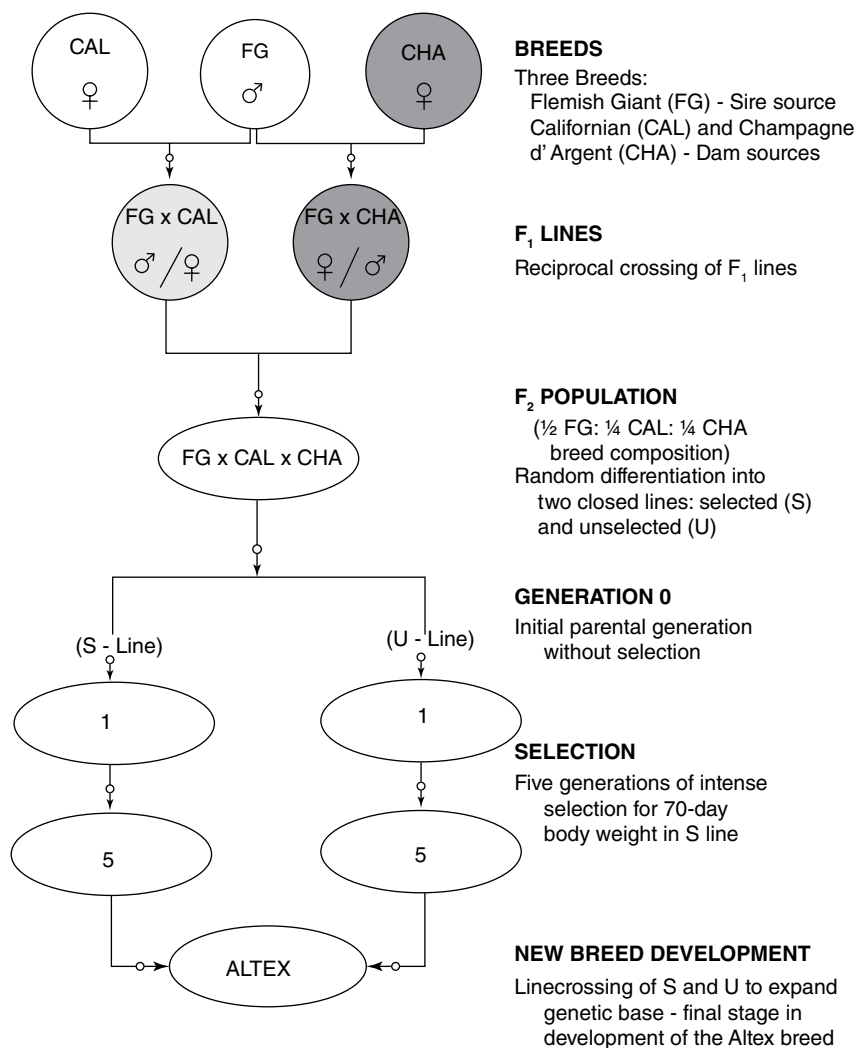 CAL
♀
FG
♂
CHA
♀
BREEDS
Three Breeds:
Flemish Giant (FG) - Sire source
Californian (CAL) and Champagne
d' Argent (CHA) - Dam sources
FG x CAL
♂/♀
FG x CHA
♀/♂
F₁ LINES
Reciprocal crossing of F₁ lines
FG x CAL x CHA
F₂ POPULATION
(½ FG: ¼ CAL: ¼ CHA
breed composition)
Random differentiation into
two closed lines: selected (S)
and unselected (U)
(S - Line)
(U - Line)
GENERATION 0
Initial parental generation
without selection
1
1
SELECTION
Five generations of intense
selection for 70-day
body weight in S line
5
5
ALTEX
NEW BREED DEVELOPMENT
Linecrossing of S and U to expand
genetic base - final stage in
development of the Altex breed